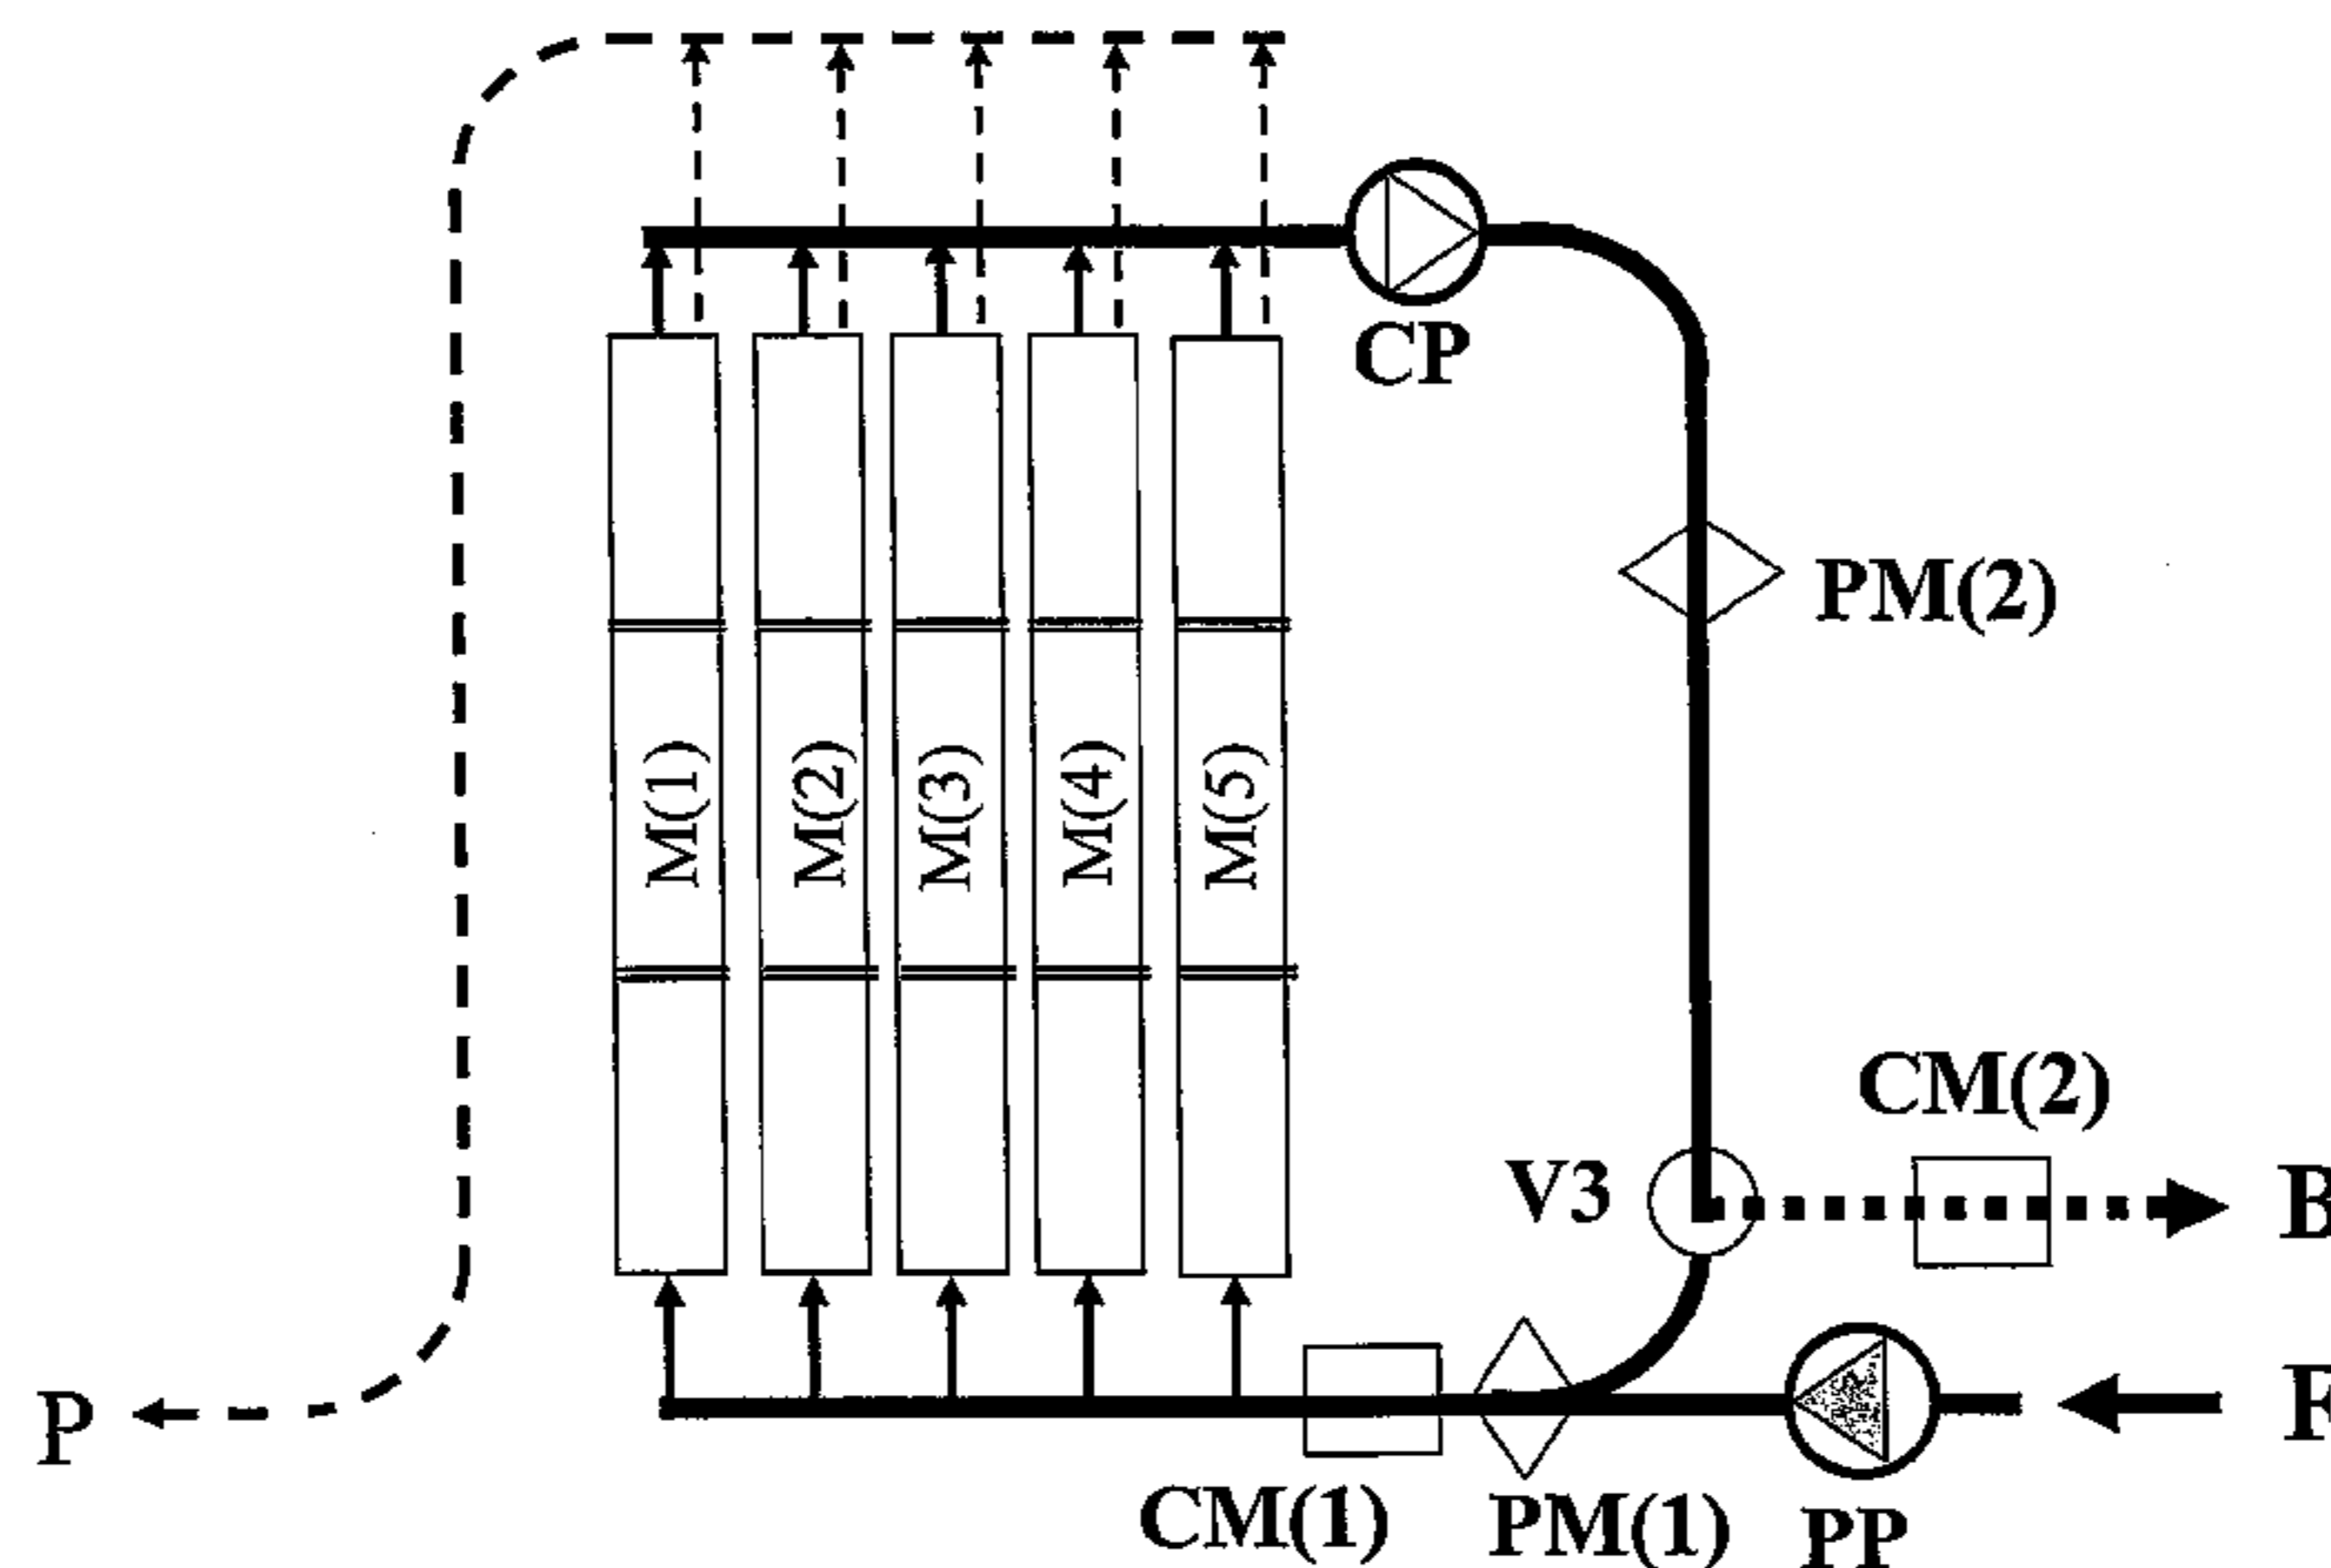 CP
PM(2)
M(1)
M(2)
M(3)
M(4)
M(5)
CM(2)
V3
B
P
F
CM(1)
PM(1)
PP